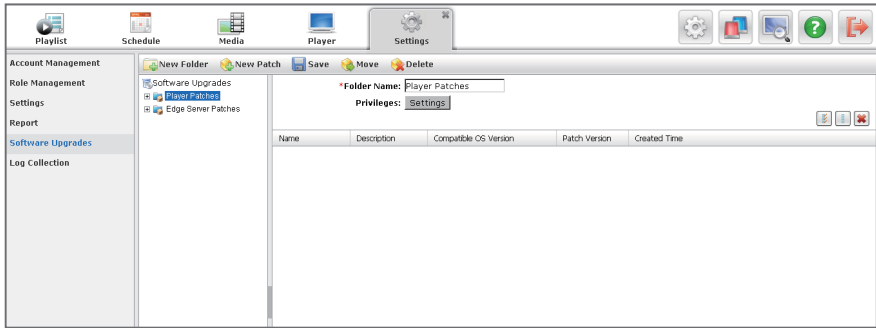 Playlist Schedule Media Player Settings
Account Management
Role Management
Settings
Report
Software Upgrades
Log Collection
New Folder New Patch Save Move Delete
Software Upgrades
Player Patches
Edge Server Patches
*Folder Name: Player Patches
Privileges: Settings
Name Description Compatible OS Version Patch Version Created Time